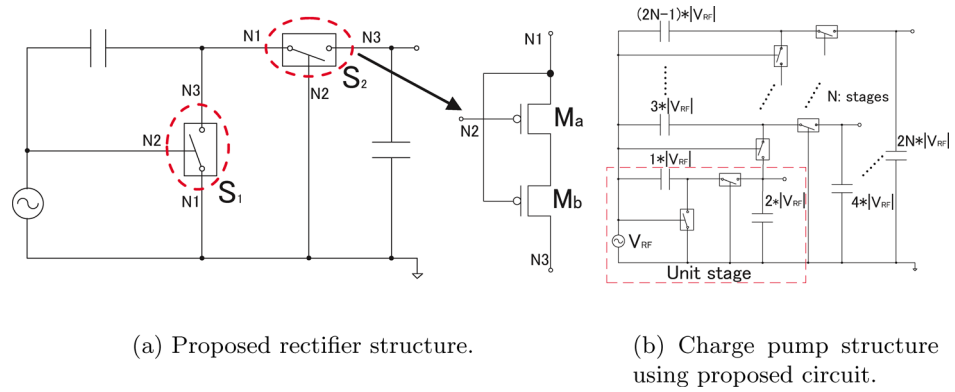 N1
N3
S2
N2
N3
N2
S1
N1
N1
N2
Ma
Mb
N3
(2N-1)*|VRF|
N: stages
3*|VRF|
2N*|VRF|
1*|VRF|
2*|VRF|
4*|VRF|
VRF
Unit stage
(a) Proposed rectifier structure.
(b) Charge pump structure
using proposed circuit.